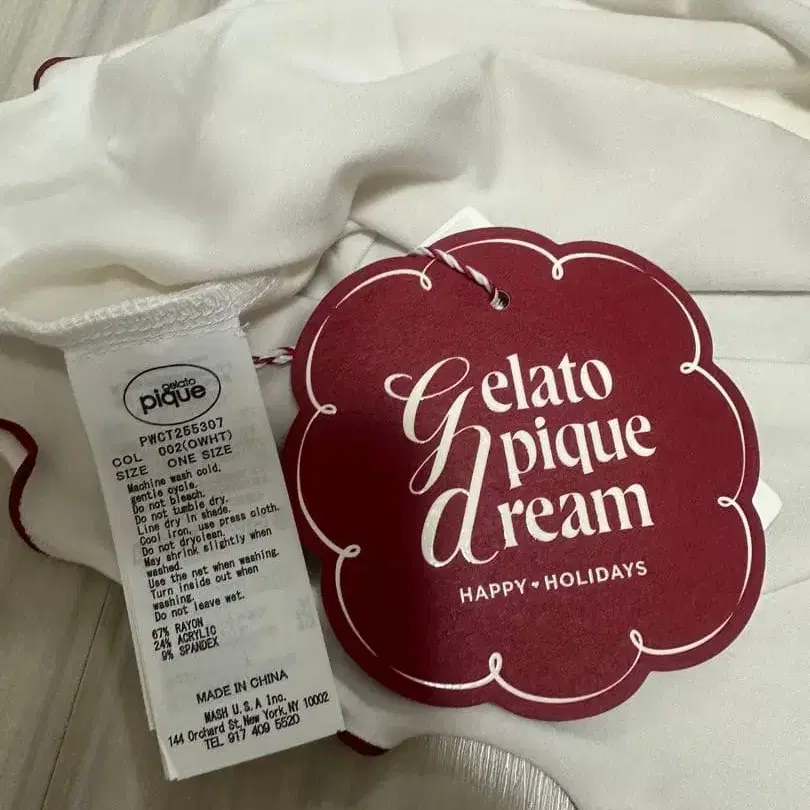 gelato
pique
PWCT255307
COL 002(OWHT)
SIZE ONE SIZE
Machine wash cold.
gentle cycle.
Do not bleach.
Do not tumble dry.
Line dry in shade.
Cool iron, use press cloth.
Do not dryclean.
May shrink slightly when
washed.
Use the net when washing.
Turn inside out when
washing.
Do not leave wet.
67% RAYON
24% ACRYLIC
9% SPANDEX
MADE IN CHINA
MASH U.S.A Inc.
144 Orchard St, New York, NY 10002
TEL 917 409 5520
Gelato
pique
dream
HAPPY♥HOLIDAYS